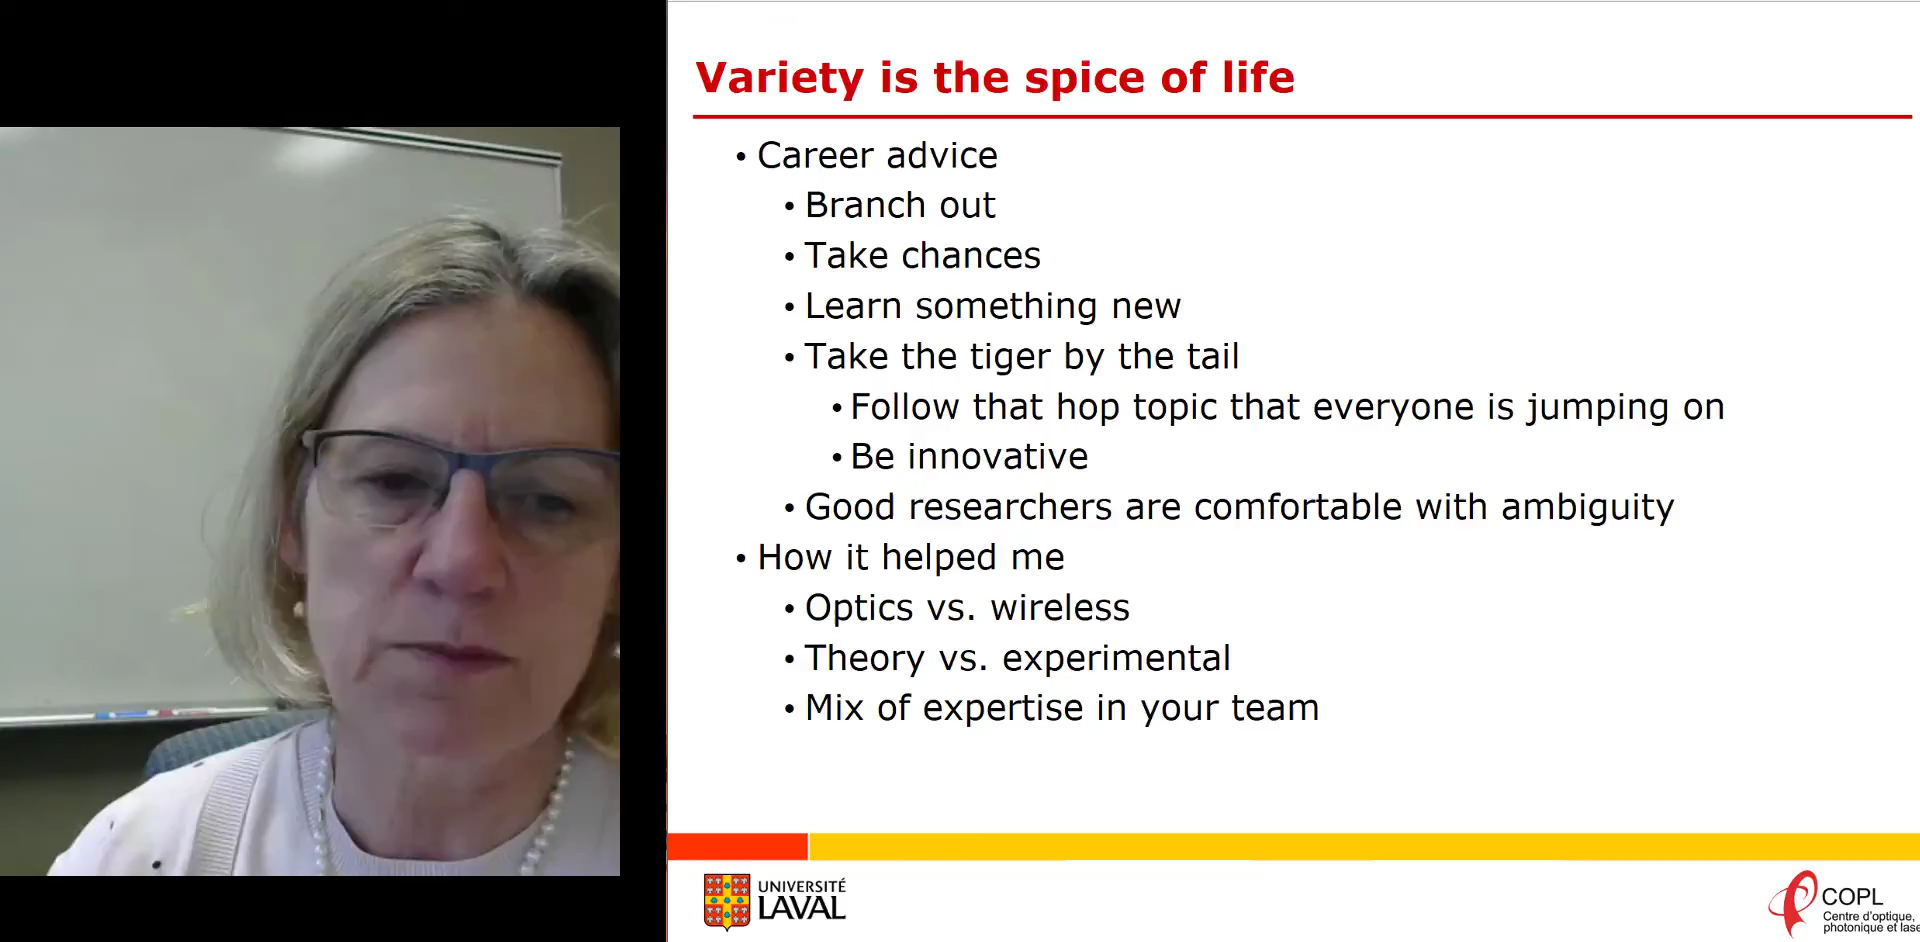 Variety is the spice of life
• Career advice
• Branch out
• Take chances
• Learn something new
• Take the tiger by the tail
• Follow that hop topic that everyone is jumping on
• Be innovative
• Good researchers are comfortable with ambiguity
• How it helped me
• Optics vs. wireless
• Theory vs. experimental
• Mix of expertise in your team
UNIVERSITÉ
LAVAL
COPL
Centre d'optique,
photonique et lase